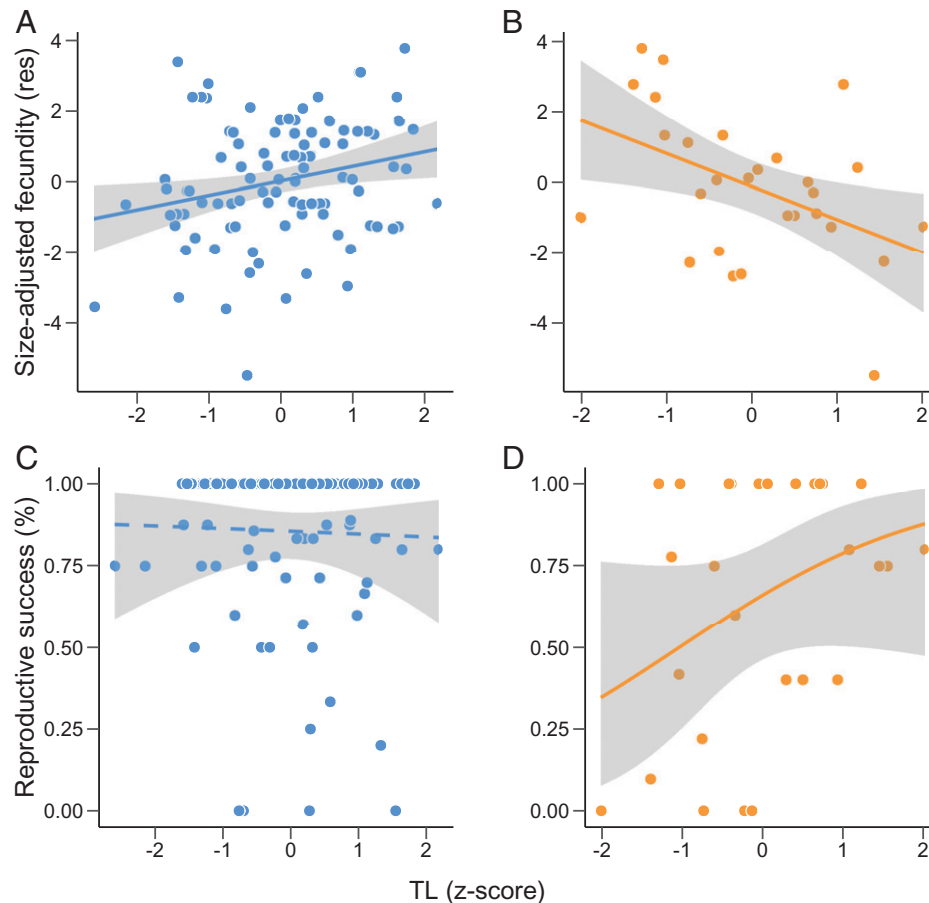 A
B
Size-adjusted fecundity (res)
4
2
0
-2
-4
-2 -1 0 1 2
4
2
0
-2
-4
-2 -1 0 1 2
C
D
Reproductive success (%)
1.00
0.75
0.50
0.25
0.00
-2 -1 0 1 2
1.00
0.75
0.50
0.25
0.00
-2 -1 0 1 2
TL (z-score)